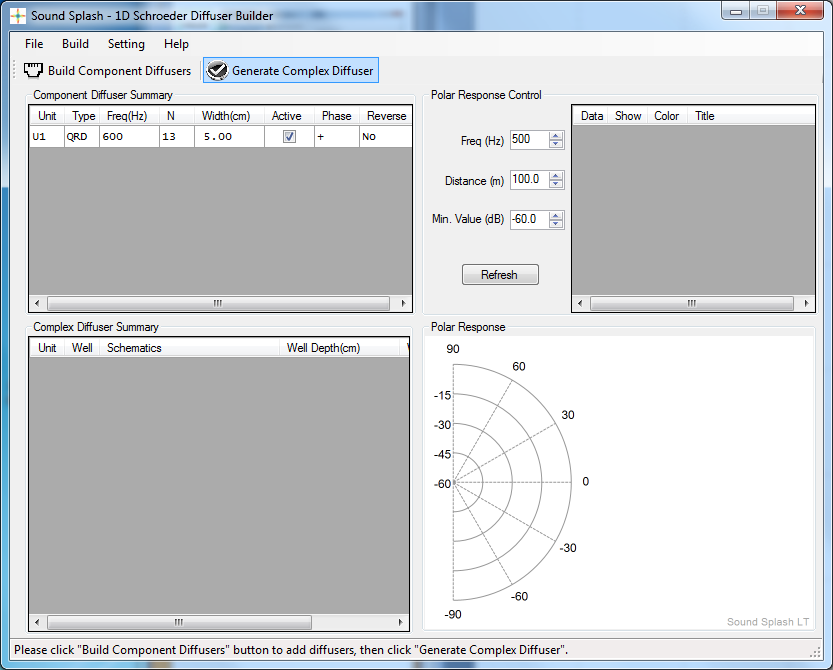 Sound Splash - 1D Schroeder Diffuser Builder
File Build Setting Help
Build Component Diffusers Generate Complex Diffuser
Component Diffuser Summary
Unit Type Freq(Hz) N Width(cm) Active Phase Reverse
U1 QRD 600 13 5.00 + No
Polar Response Control
Freq (Hz) 500
Distance (m) 100.0
Min. Value (dB) -60.0
Refresh
Data Show Color Title
Complex Diffuser Summary
Unit Well Schematics Well Depth(cm)
Polar Response
90
60
-15
30
-30
-45
-60 0
-30
-60
-90
Sound Splash LT
Please click "Build Component Diffusers" button to add diffusers, then click "Generate Complex Diffuser".